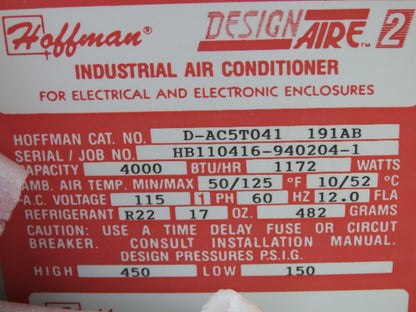 Hoffman DESIGN AIRE™ 2
INDUSTRIAL AIR CONDITIONER
FOR ELECTRICAL AND ELECTRONIC ENCLOSURES
HOFFMAN CAT. NO. D-AC5T041 191AB
SERIAL / JOB NO. HB110416-940204-1
CAPACITY 4000 BTU/HR 1172 WATTS
AMB. AIR TEMP. MIN/MAX 50/125 °F 10/52 °C
A.C. VOLTAGE 115 1 PH 60 HZ 12.0 FLA
REFRIGERANT R22 17 OZ. 482 GRAMS
CAUTION: USE A TIME DELAY FUSE OR CIRCUT
BREAKER. CONSULT INSTALLATION MANUAL.
DESIGN PRESSURES P.S.I.G.
HIGH 450 LOW 150